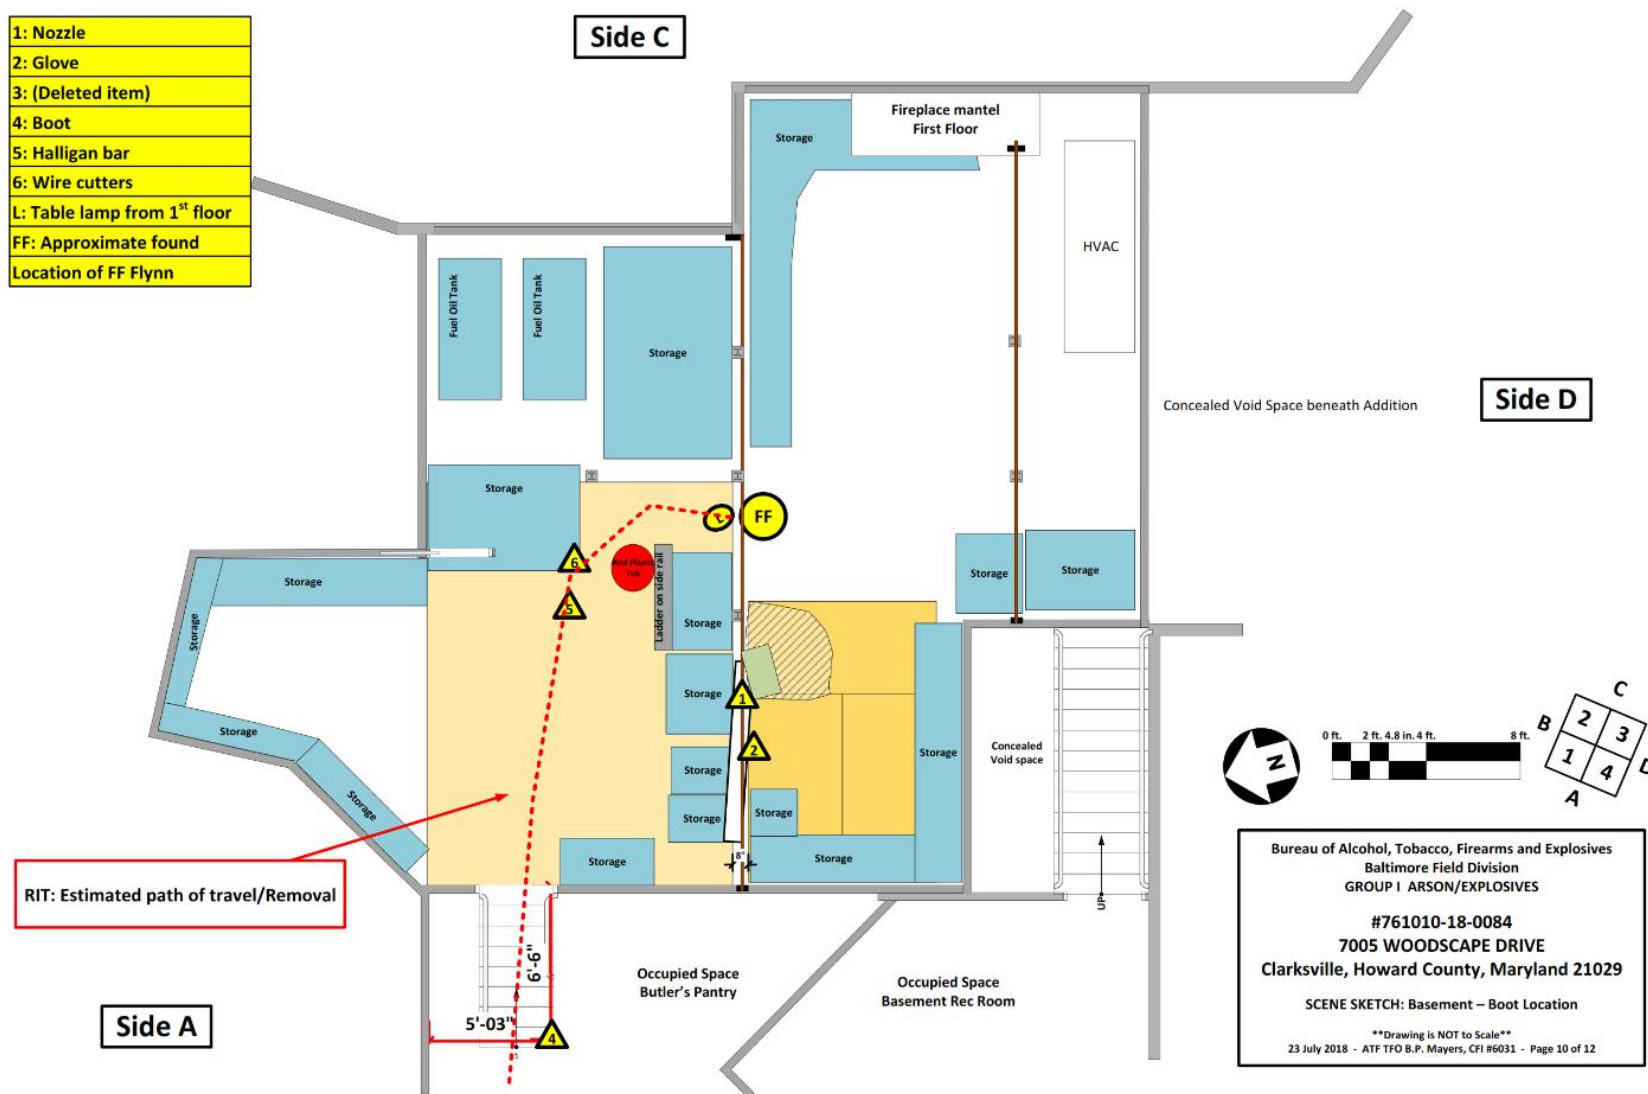 1: Nozzle
2: Glove
3: (Deleted item)
4: Boot
5: Halligan bar
6: Wire cutters
L: Table lamp from 1st floor
FF: Approximate found
Location of FF Flynn
Side C
Fireplace mantel
First Floor
Storage
HVAC
Fuel Oil Tank
Fuel Oil Tank
Storage
Concealed Void Space beneath Addition
Side D
Storage
L
FF
6
Red Plastic
Tub
Ladder on side rail
5
Storage
Storage
Storage
Storage
Storage
Storage
1
Storage
2
Storage
Storage
Storage
Storage
Storage
Storage
Storage
Storage
8"
Concealed
Void space
UP
N
0 ft.
2 ft. 4.8 in. 4 ft.
8 ft.
C
B
2
3
1
4
D
A
RIT: Estimated path of travel/Removal
6'-6"
5'-03"
4
Side A
Occupied Space
Butler's Pantry
Occupied Space
Basement Rec Room
Bureau of Alcohol, Tobacco, Firearms and Explosives
Baltimore Field Division
GROUP I ARSON/EXPLOSIVES
#761010-18-0084
7005 WOODSCAPE DRIVE
Clarksville, Howard County, Maryland 21029
SCENE SKETCH: Basement – Boot Location
**Drawing is NOT to Scale**
23 July 2018 - ATF TFO B.P. Mayers, CFI #6031 - Page 10 of 12